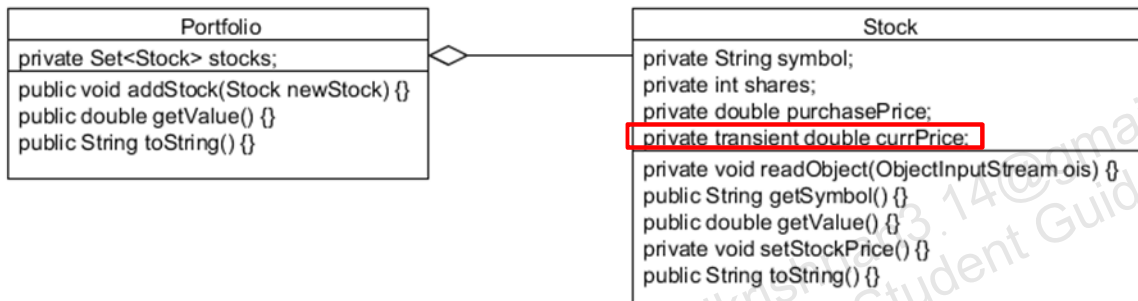 Portfolio
private Set<Stock> stocks;
public void addStock(Stock newStock) {}
public double getValue() {}
public String toString() {}
Stock
private String symbol;
private int shares;
private double purchasePrice;
private transient double currPrice;
private void readObject(ObjectInputStream ois) {}
public String getSymbol() {}
public double getValue() {}
private void setStockPrice() {}
public String toString() {}